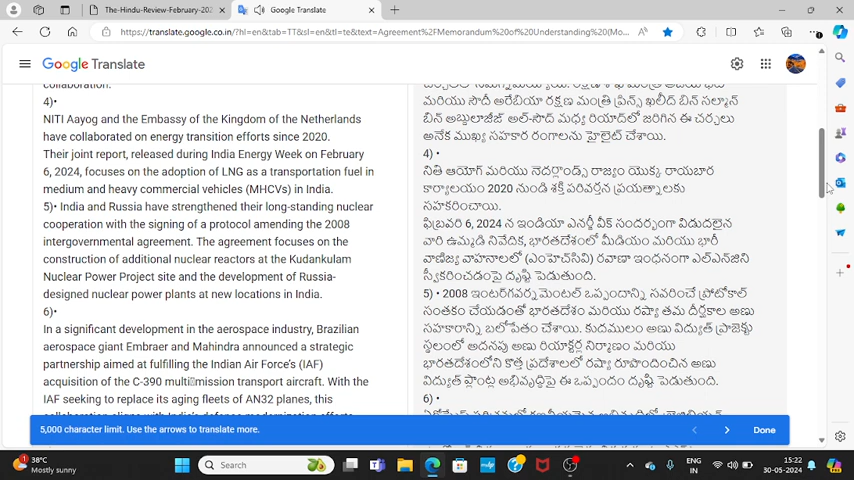 The-Hindu-Review-February-202
Google Translate
https://translate.google.co.in/?hl=en&tab=TT&sl=en&tl=te&text=Agreement%2FMemorandum%20of%20Understanding%20(Mo...
Google Translate
collaboration.
4)•
NITI Aayog and the Embassy of the Kingdom of the Netherlands
have collaborated on energy transition efforts since 2020.
Their joint report, released during India Energy Week on February
6, 2024, focuses on the adoption of LNG as a transportation fuel in
medium and heavy commercial vehicles (MHCVs) in India.
5)• India and Russia have strengthened their long-standing nuclear
cooperation with the signing of a protocol amending the 2008
intergovernmental agreement. The agreement focuses on the
construction of additional nuclear reactors at the Kudankulam
Nuclear Power Project site and the development of Russia-
designed nuclear power plants at new locations in India.
6)•
In a significant development in the aerospace industry, Brazilian
aerospace giant Embraer and Mahindra announced a strategic
partnership aimed at fulfilling the Indian Air Force's (IAF)
acquisition of the C-390 multi mission transport aircraft. With the
IAF seeking to replace its aging fleets of AN32 planes, this
మరియు సౌదీ అరేబియా రక్షణ మంత్రి ప్రిన్స్ ఖలీద్ బిన్ సల్మాన్
బిన్ అబ్దులాజీజ్ అల్-సౌద్ మధ్య రియాద్‌లో జరిగిన ఈ చర్చలు
అనేక ముఖ్య సహకార రంగాలను హైలైట్ చేశాయి.
4) •
నీతి ఆయోగ్ మరియు నెదర్లాండ్స్ రాజ్యం యొక్క రాయబార
కార్యాలయం 2020 నుండి శక్తి పరివర్తన ప్రయత్నాలకు
సహకరించాయి.
ఫిబ్రవరి 6, 2024 న ఇండియా ఎనర్జీ వీక్ సందర్భంగా విడుదలైన
వారి ఉమ్మడి నివేదిక, భారతదేశంలో మీడియం మరియు భారీ
వాణిజ్య వాహనాలలో (ఎంహెచ్‌సివి) రవాణా ఇంధనంగా ఎల్‌ఎన్‌జిని
స్వీకరించడంపై దృష్టి పెడుతుంది.
5) • 2008 ఇంటర్‌గవర్నమెంటల్ ఒప్పందాన్ని సవరించే ప్రోటోకాల్
సంతకం చేయడంతో భారతదేశం మరియు రష్యా తమ దీర్ఘకాల అణు
సహకారాన్ని బలోపేతం చేశాయి. కుదంకులం అణు విద్యుత్ ప్రాజెక్టు
స్థలంలో అదనపు అణు రియాక్టర్ల నిర్మాణం మరియు
భారతదేశంలోని కొత్త ప్రదేశాలలో రష్యా రూపొందించిన అణు
విద్యుత్ ప్లాంట్ల అభివృద్ధిపై ఈ ఒప్పందం దృష్టి పెడుతుంది.
6) •
5,000 character limit. Use the arrows to translate more.
Done
38°C
Mostly sunny
Search
ENG
IN
15:22
30-05-2024